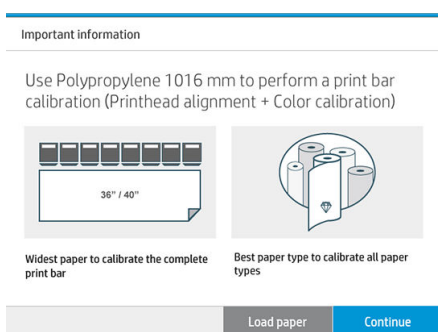 Important information
Use Polypropylene 1016 mm to perform a print bar
calibration (Printhead alignment + Color calibration)
36" / 40"
Widest paper to calibrate the complete
print bar
Best paper type to calibrate all paper
types
Load paper
Continue